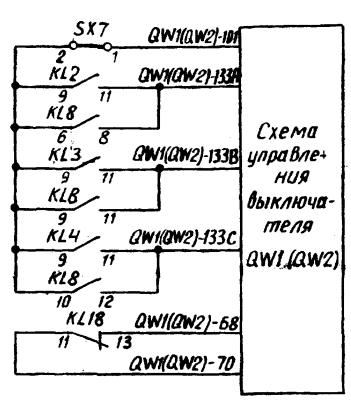 SX7 QW1(QW2)-101
2 1
KL2 QW1(QW2)-133A
9 11
KL8
6 8
KL3 QW1(QW2)-133B
9 11
KL8
9 11
KL4 QW1(QW2)-133C
9 11
KL8
10 12
KL18 QW1(QW2)-68
11 13
QW1(QW2)-70
Схема
управле-
ния
выключа-
теля
QW1 (QW2)